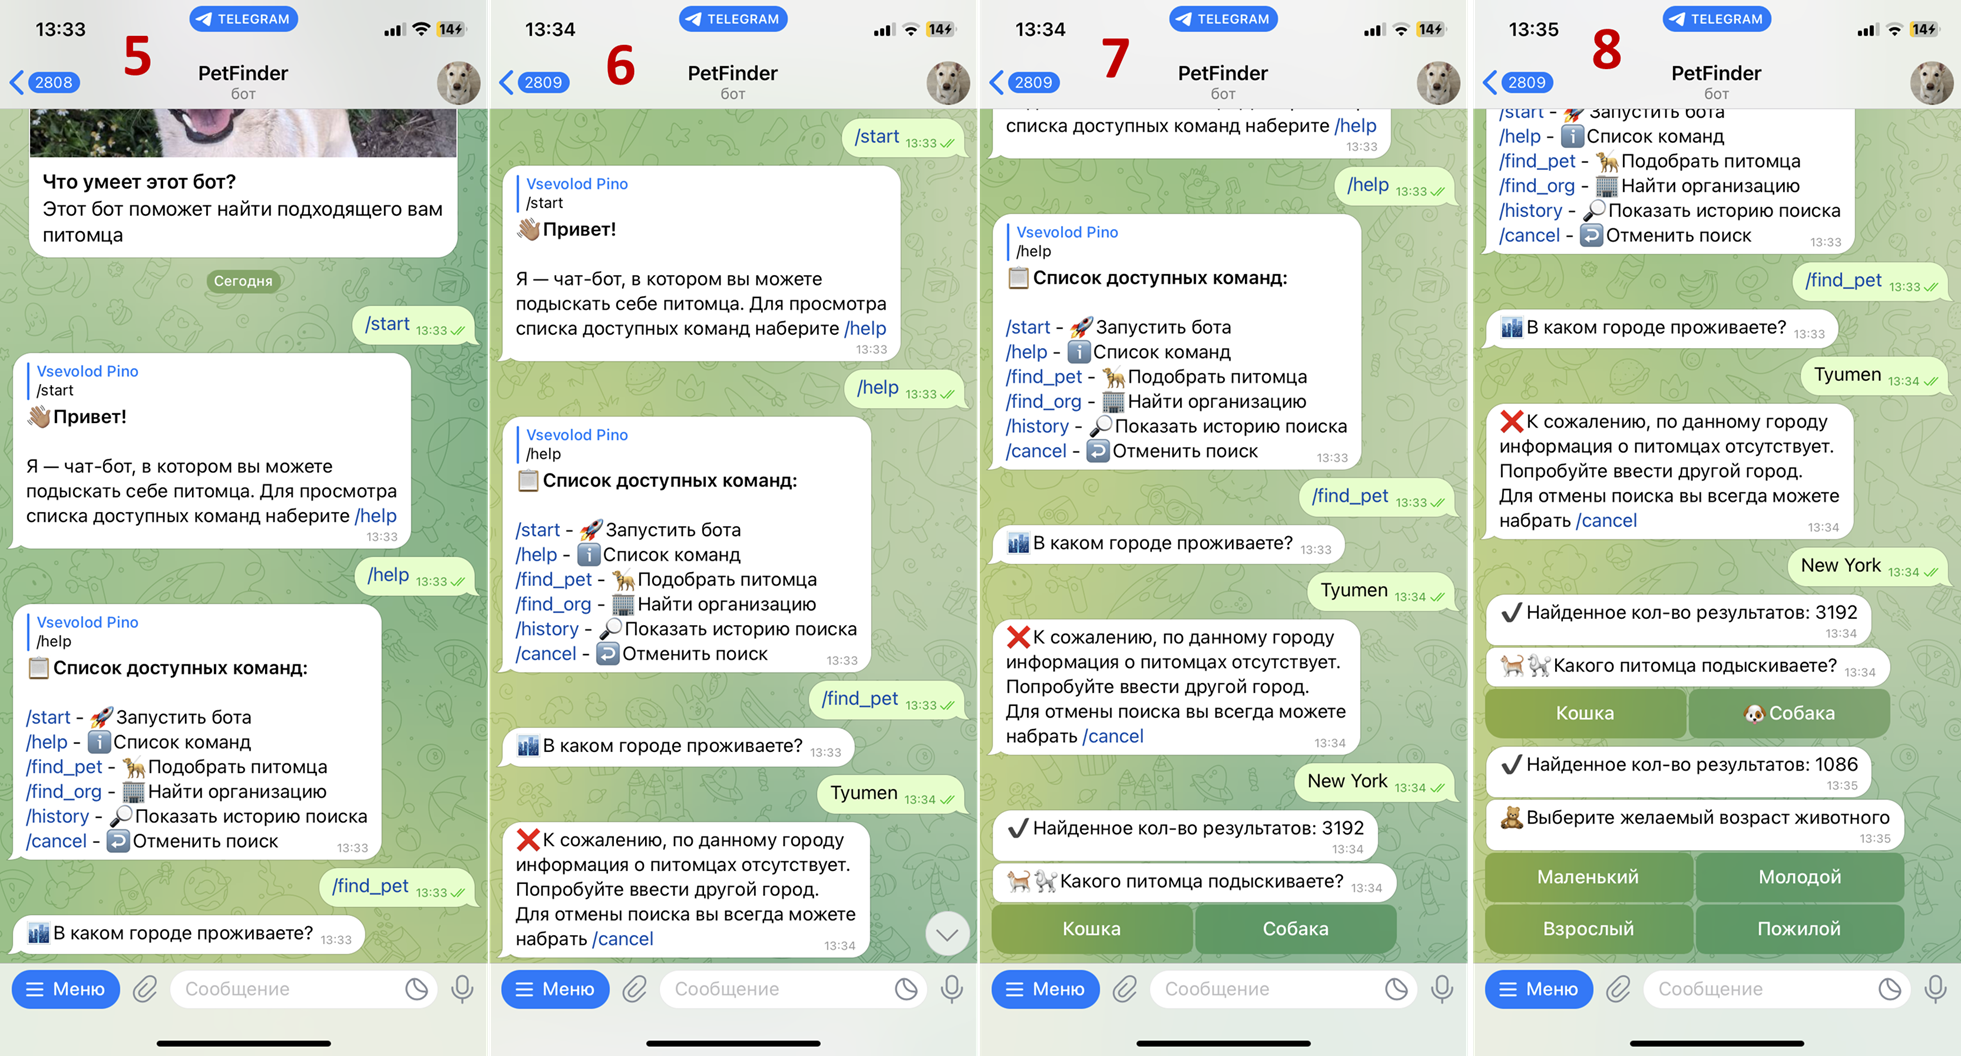 13:33
TELEGRAM
14
5
2808
PetFinder
бот
Что умеет этот бот?
Этот бот поможет найти подходящего вам
питомца
Сегодня
/start 13:33
Vsevolod Pino
/start
Привет!
Я — чат-бот, в котором вы можете
подыскать себе питомца. Для просмотра
списка доступных команд наберите /help
13:33
/help 13:33
Vsevolod Pino
/help
Список доступных команд:
/start - Запустить бота
/help - Список команд
/find_pet - Подобрать питомца
/find_org - Найти организацию
/history - Показать историю поиска
/cancel - Отменить поиск 13:33
/find_pet 13:33
В каком городе проживаете? 13:33
Меню
Сообщение
13:34
TELEGRAM
14
6
2809
PetFinder
бот
/start 13:33
Vsevolod Pino
/start
Привет!
Я — чат-бот, в котором вы можете
подыскать себе питомца. Для просмотра
списка доступных команд наберите /help
13:33
/help 13:33
Vsevolod Pino
/help
Список доступных команд:
/start - Запустить бота
/help - Список команд
/find_pet - Подобрать питомца
/find_org - Найти организацию
/history - Показать историю поиска
/cancel - Отменить поиск 13:33
/find_pet 13:33
В каком городе проживаете? 13:33
Tyumen 13:34
К сожалению, по данному городу
информация о питомцах отсутствует.
Попробуйте ввести другой город.
Для отмены поиска вы всегда можете
набрать /cancel 13:34
Меню
Сообщение
13:34
TELEGRAM
14
7
2809
PetFinder
бот
списка доступных команд наберите /help
13:33
/help 13:33
Vsevolod Pino
/help
Список доступных команд:
/start - Запустить бота
/help - Список команд
/find_pet - Подобрать питомца
/find_org - Найти организацию
/history - Показать историю поиска
/cancel - Отменить поиск 13:33
/find_pet 13:33
В каком городе проживаете? 13:33
Tyumen 13:34
К сожалению, по данному городу
информация о питомцах отсутствует.
Попробуйте ввести другой город.
Для отмены поиска вы всегда можете
набрать /cancel 13:34
New York 13:34
Найденное кол-во результатов: 3192
13:34
Какого питомца подыскиваете? 13:34
Кошка
Собака
Меню
Сообщение
13:35
TELEGRAM
14
8
2809
PetFinder
бот
/start - Запустить бота
/help - Список команд
/find_pet - Подобрать питомца
/find_org - Найти организацию
/history - Показать историю поиска
/cancel - Отменить поиск 13:33
/find_pet 13:33
В каком городе проживаете? 13:33
Tyumen 13:34
К сожалению, по данному городу
информация о питомцах отсутствует.
Попробуйте ввести другой город.
Для отмены поиска вы всегда можете
набрать /cancel 13:34
New York 13:34
Найденное кол-во результатов: 3192
13:34
Какого питомца подыскиваете? 13:34
Кошка
Собака
Найденное кол-во результатов: 1086
13:35
Выберите желаемый возраст животного
13:35
Маленький
Молодой
Взрослый
Пожилой
Меню
Сообщение